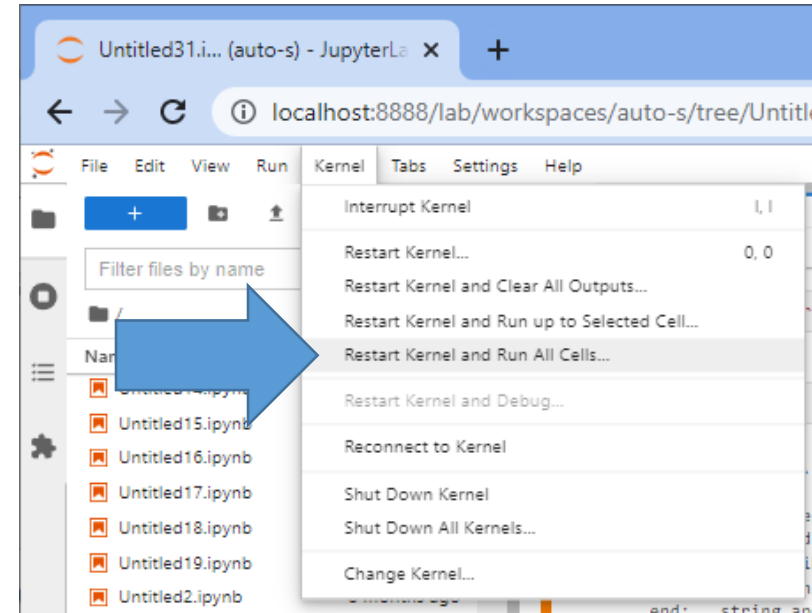 Untitled31.i... (auto-s) - JupyterLa
localhost:8888/lab/workspaces/auto-s/tree/Untitl
File Edit View Run Kernel Tabs Settings Help
Interrupt Kernel I, I
Filter files by name
Restart Kernel... 0, 0
Restart Kernel and Clear All Outputs...
/
Restart Kernel and Run up to Selected Cell...
Restart Kernel and Run All Cells...
Restart Kernel and Debug...
Untitled15.ipynb
Reconnect to Kernel
Untitled16.ipynb
Untitled17.ipynb
Shut Down Kernel
Untitled18.ipynb
Shut Down All Kernels...
Untitled19.ipynb
Change Kernel...
Untitled2.ipynb
end: string